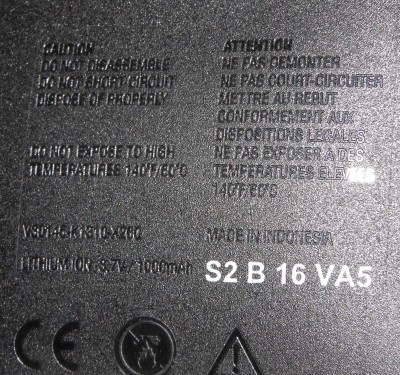 CAUTION
DO NOT DISASSEMBLE
DO NOT SHORT-CIRCUIT
DISPOSE OF PROPERLY
DO NOT EXPOSE TO HIGH
TEMPERATURES 140°F/60°C
ATTENTION
NE PAS DEMONTER
NE PAS COURT-CIRCUITER
METTRE AU REBUT
CONFORMEMENT AUX
DISPOSITIONS LEGALES
NE PAS EXPOSER A DES
TEMPERATURES ELEVEES
140°F/60°C
MADE IN INDONESIA
LITHIUM ION 3.7V/ 1000mAh
S2 B 16 VA5
CE